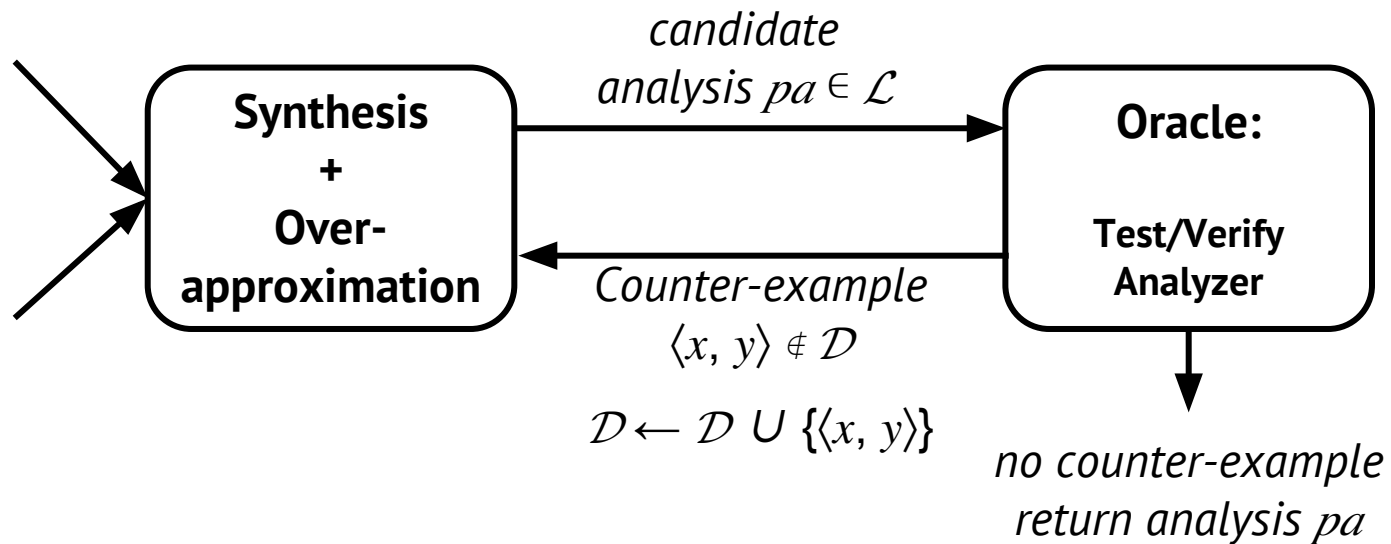 candidate
analysis pa ∈ ℒ
Synthesis
+
Over-
approximation
Oracle:
Test/Verify
Analyzer
Counter-example
⟨x, y⟩ ∉ 𝒟
𝒟 ← 𝒟 ∪ {⟨x, y⟩}
no counter-example
return analysis pa